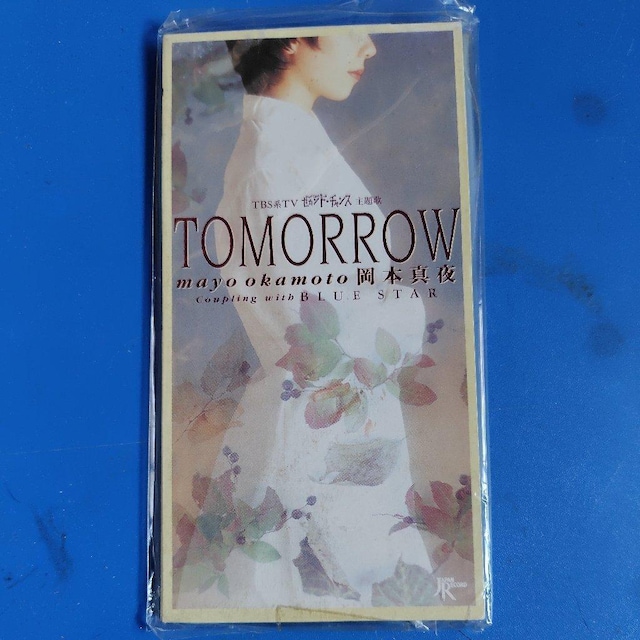 TBS系TV セカンド・チャンス 主題歌
TOMORROW
mayo okamoto 岡本真夜
Coupling with BLUE STAR